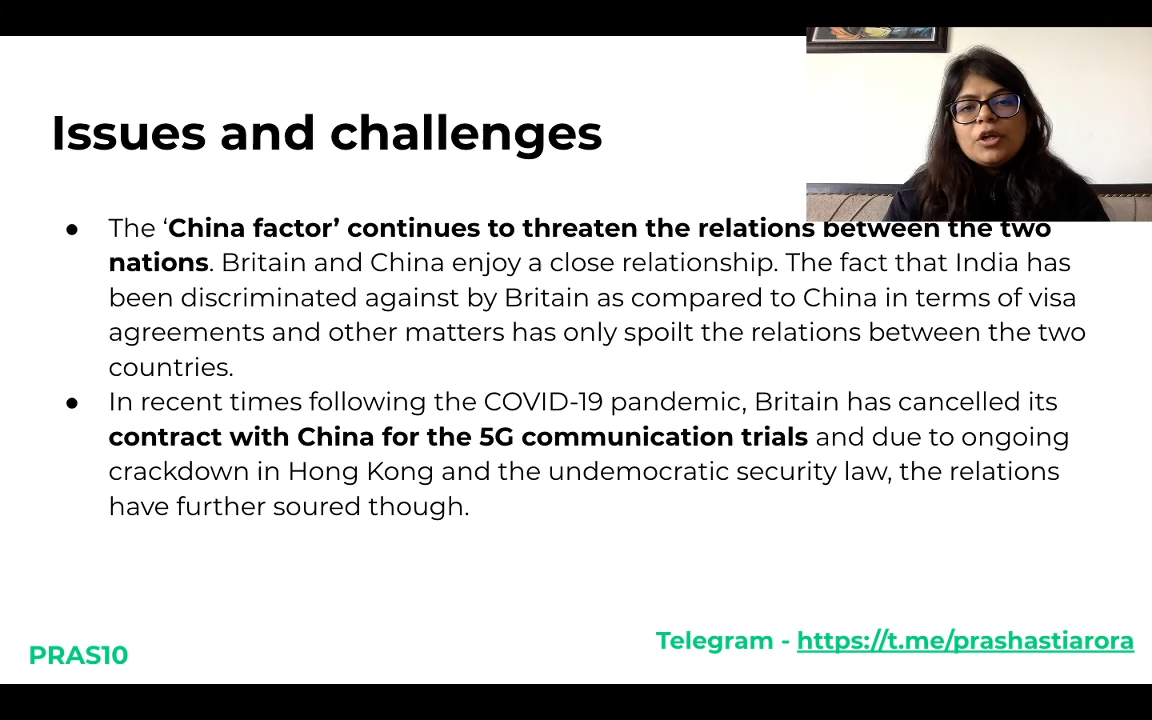 Issues and challenges
● The ‘China factor’ continues to threaten the relations between the two
nations. Britain and China enjoy a close relationship. The fact that India has
been discriminated against by Britain as compared to China in terms of visa
agreements and other matters has only spoilt the relations between the two
countries.
● In recent times following the COVID-19 pandemic, Britain has cancelled its
contract with China for the 5G communication trials and due to ongoing
crackdown in Hong Kong and the undemocratic security law, the relations
have further soured though.
Telegram - https://t.me/prashastiarora
PRAS10